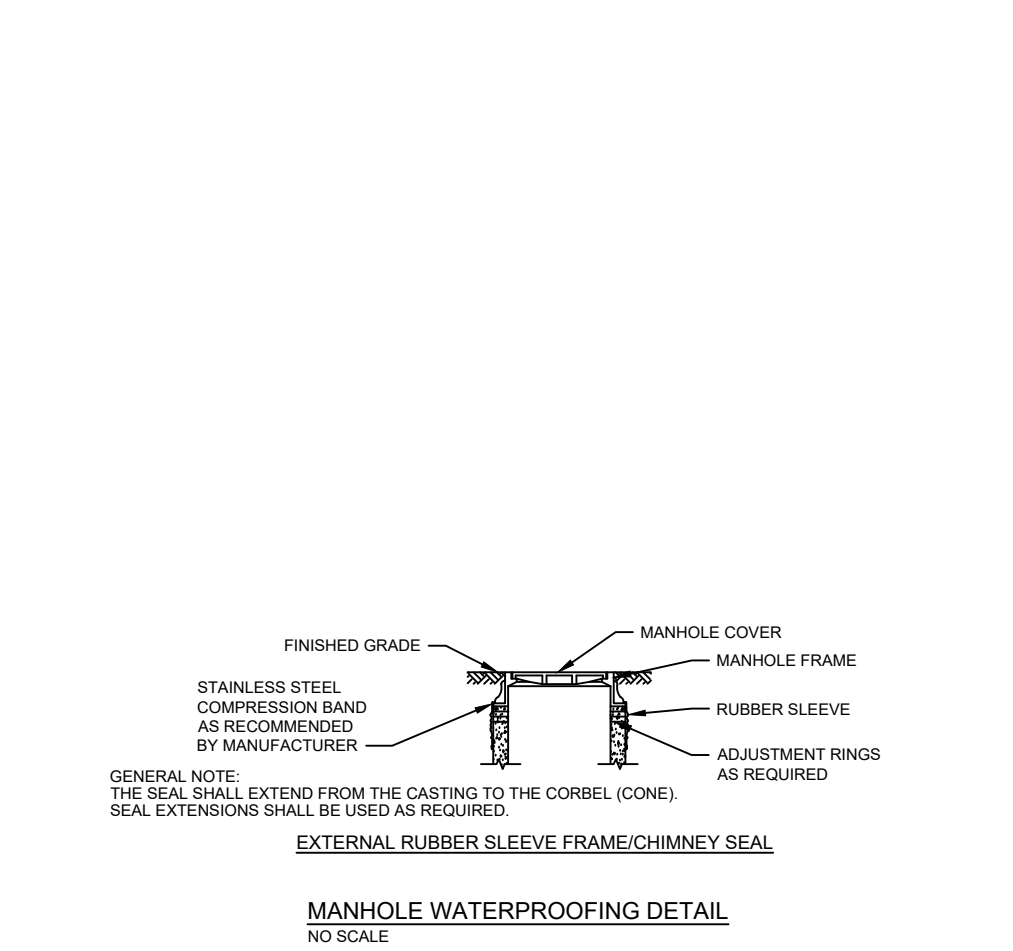 MANHOLE COVER
FINISHED GRADE
MANHOLE FRAME
STAINLESS STEEL
COMPRESSION BAND
AS RECOMMENDED
BY MANUFACTURER
RUBBER SLEEVE
ADJUSTMENT RINGS
AS REQUIRED
GENERAL NOTE:
THE SEAL SHALL EXTEND FROM THE CASTING TO THE CORBEL (CONE).
SEAL EXTENSIONS SHALL BE USED AS REQUIRED.
EXTERNAL RUBBER SLEEVE FRAME/CHIMNEY SEAL
MANHOLE WATERPROOFING DETAIL
NO SCALE